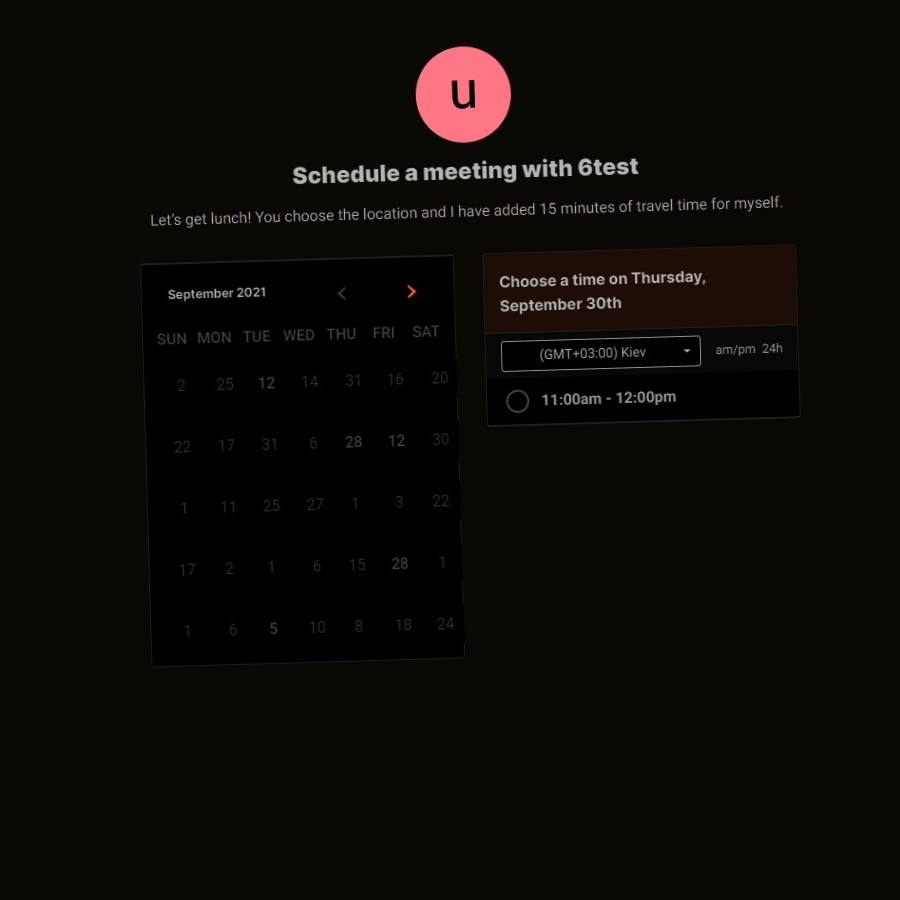 u
Schedule a meeting with 6test
Let's get lunch! You choose the location and I have added 15 minutes of travel time for myself.
September 2021
SUN MON TUE WED THU FRI SAT
2 25 12 14 31 16 20
22 17 31 6 28 12 30
1 11 25 27 1 3 22
17 2 1 6 15 28 1
1 6 5 10 8 18 24
Choose a time on Thursday,
September 30th
(GMT+03:00) Kiev
am/pm 24h
11:00am - 12:00pm